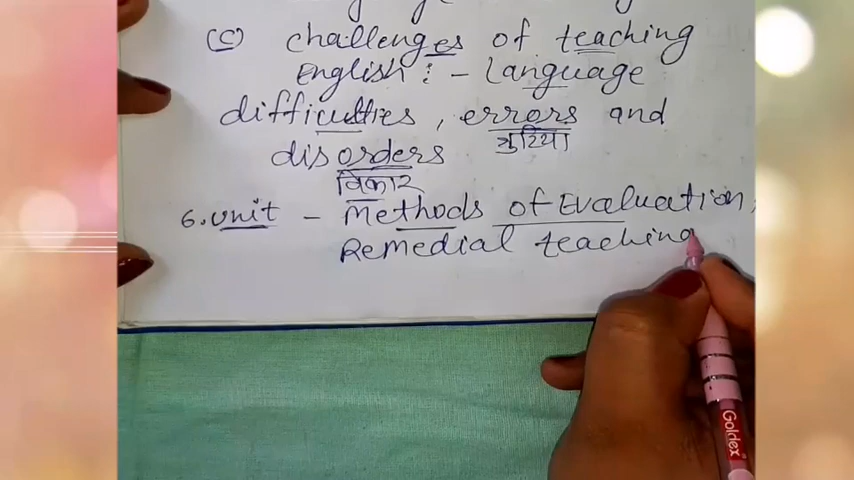 (c) challenges of teaching
English :- Language
difficulties, errors and
त्रुटिया
disorders
विकार
6. unit - Methods of Evaluation,
Remedial teaching
Goldex